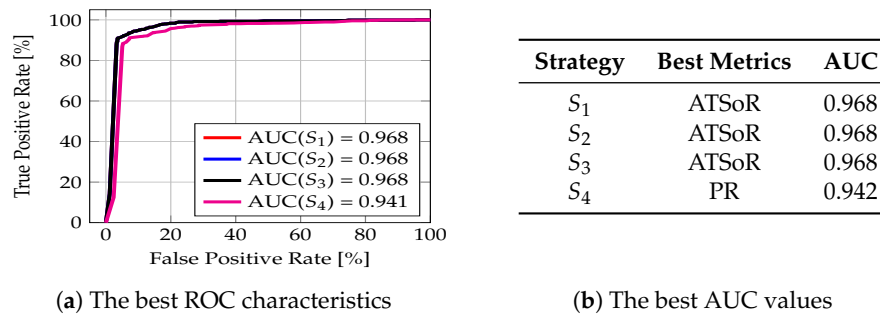 True Positive Rate [%]
100
80
60
40
20
0
AUC(S₁) = 0.968
AUC(S₂) = 0.968
AUC(S₃) = 0.968
AUC(S₄) = 0.941
0 20 40 60 80 100
False Positive Rate [%]
(a) The best ROC characteristics
Strategy Best Metrics AUC
S₁ ATSoR 0.968
S₂ ATSoR 0.968
S₃ ATSoR 0.968
S₄ PR 0.942
(b) The best AUC values